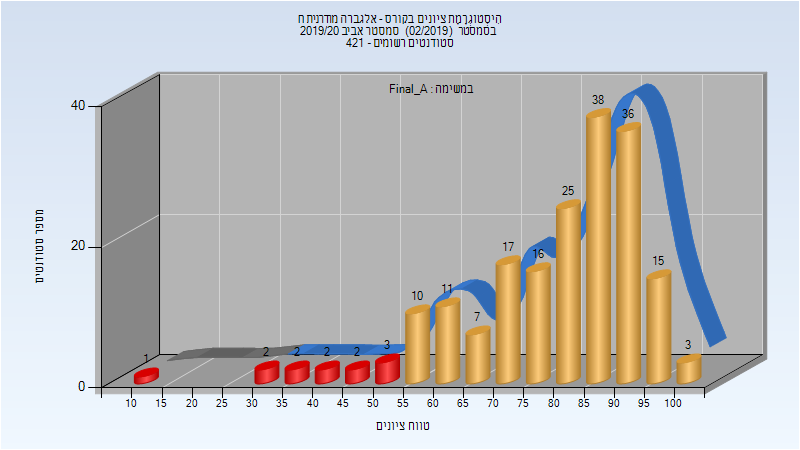 היסטוגרמת ציונים בקורס - אלגברה מודרנית ח
בסמסטר (02/2019) סמסטר אביב 2019/20
סטודנטים רשומים - 421
במשימה : Final_A
מספר סטודנטים
40
20
0
1 2 2 2 2 3 10 11 7 17 16 25 38 36 15 3
10 15 20 25 30 35 40 45 50 55 60 65 70 75 80 85 90 95 100
טווח ציונים